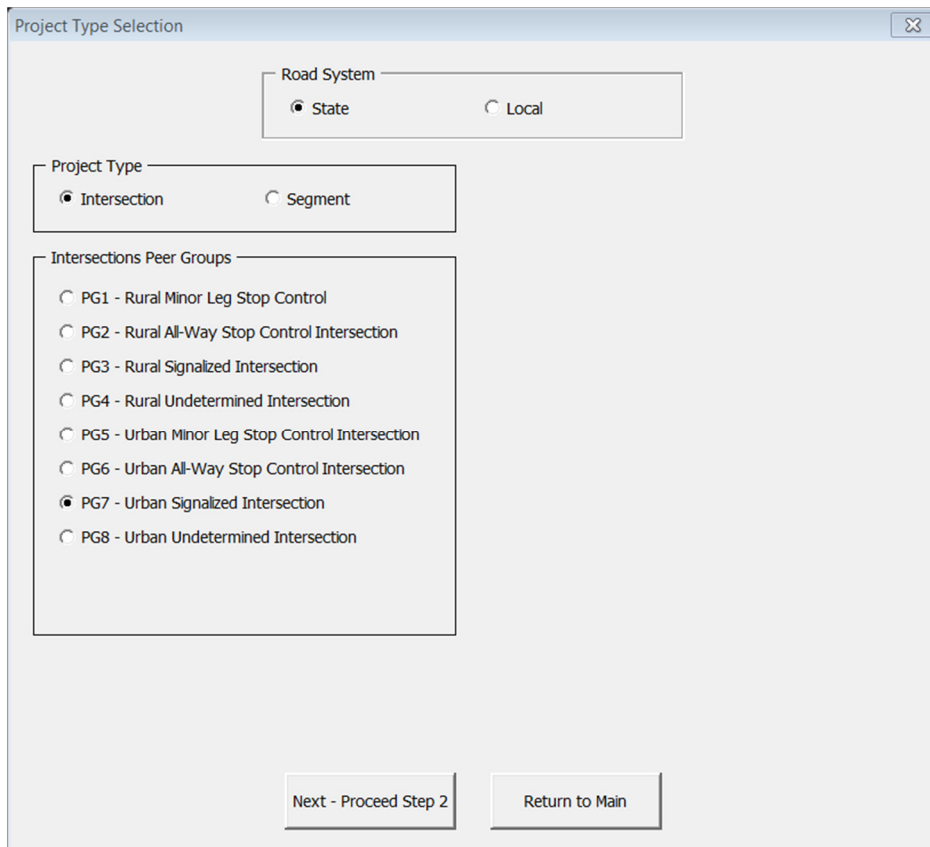 Project Type Selection
Road System
State Local
Project Type
Intersection Segment
Intersections Peer Groups
PG1 - Rural Minor Leg Stop Control
PG2 - Rural All-Way Stop Control Intersection
PG3 - Rural Signalized Intersection
PG4 - Rural Undetermined Intersection
PG5 - Urban Minor Leg Stop Control Intersection
PG6 - Urban All-Way Stop Control Intersection
PG7 - Urban Signalized Intersection
PG8 - Urban Undetermined Intersection
Next - Proceed Step 2 Return to Main